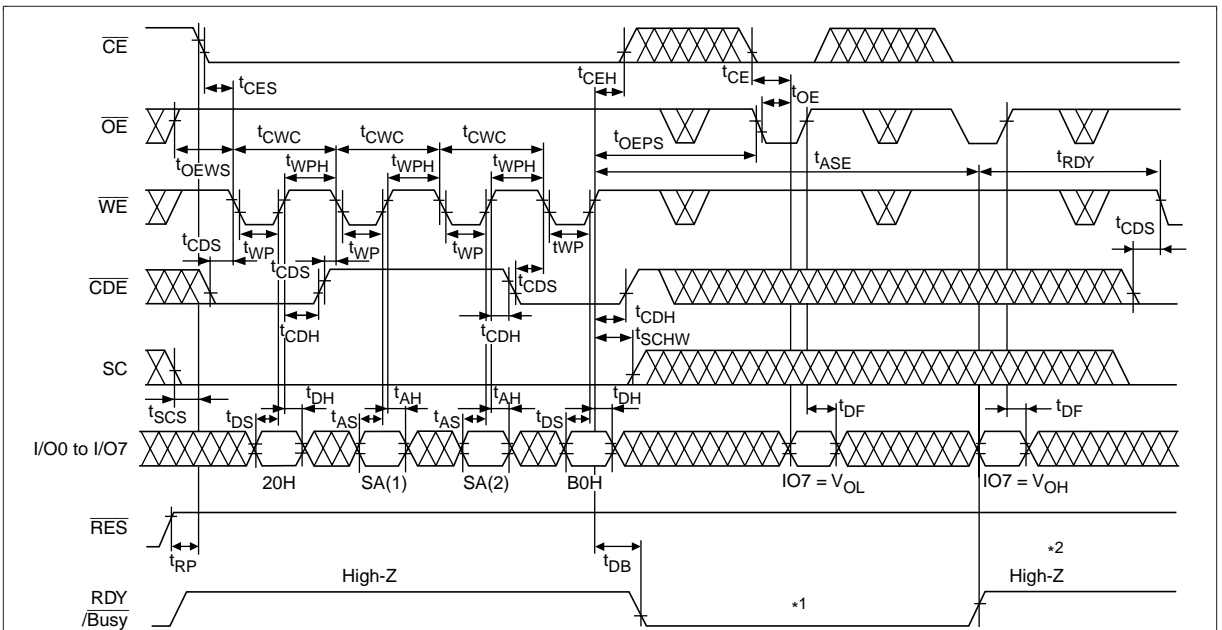 CE
tCES
tCEH
tCE
tOE
OE
tOEWS
tCWC
tCWC
tCWC
tOEPS
tWPH
tWPH
tWPH
tASE
tRDY
WE
tCDS
tWP
tCDS
tWP
tWP
tWP
tCDS
tCDS
CDE
tCDH
tCDH
tCDH
tSCHW
SC
tSCS
tDS
tDH
tAS
tAH
tAS
tAH
tDS
tDH
tDF
tDF
I/O0 to I/O7
20H
SA(1)
SA(2)
B0H
IO7 = VOL
IO7 = VOH
RES
tRP
tDB
*2
High-Z
High-Z
RDY
/Busy
*1